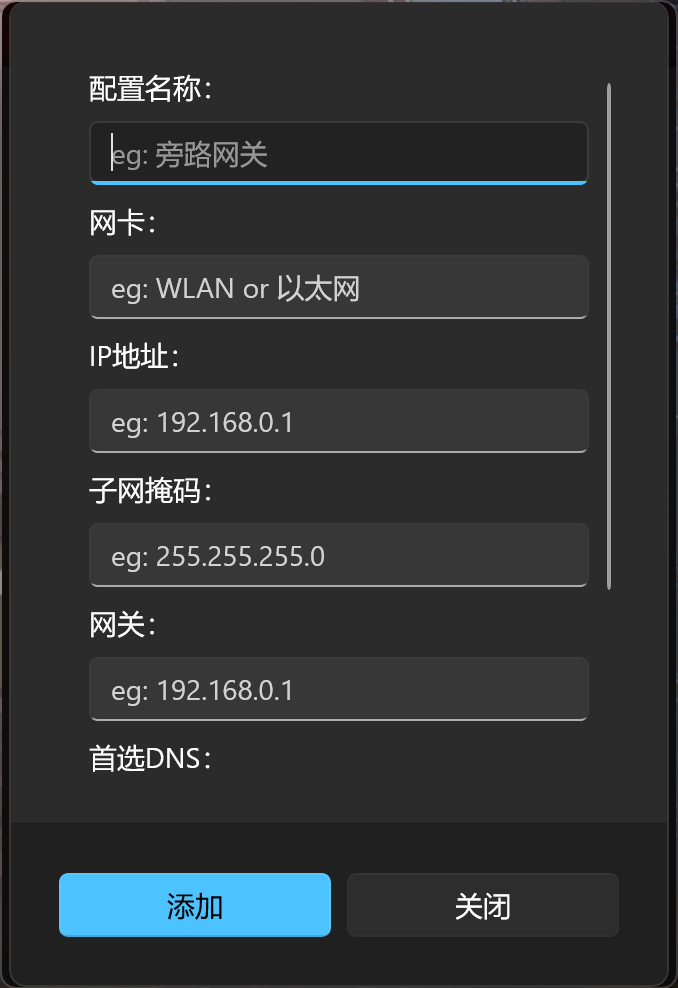 配置名称：
eg: 旁路网关
网卡：
eg: WLAN or 以太网
IP地址：
eg: 192.168.0.1
子网掩码：
eg: 255.255.255.0
网关：
eg: 192.168.0.1
首选DNS：
添加
关闭